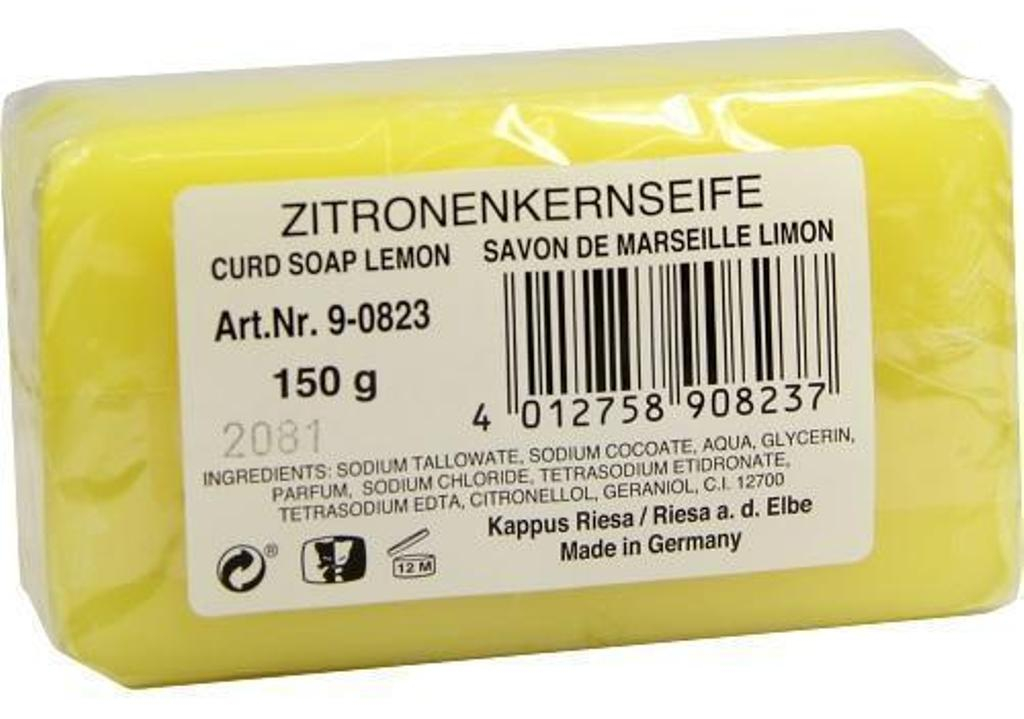 ZITRONENKERNSEIFE
CURD SOAP LEMON SAVON DE MARSEILLE LIMON
Art.Nr. 9-0823
150 g
4 012758 908237
2081
INGREDIENTS: SODIUM TALLOWATE, SODIUM COCOATE, AQUA, GLYCERIN,
PARFUM, SODIUM CHLORIDE, TETRASODIUM ETIDRONATE,
TETRASODIUM EDTA, CITRONELLOL, GERANIOL, C.I. 12700
Kappus Riesa / Riesa a. d. Elbe
Made in Germany
®
12 M